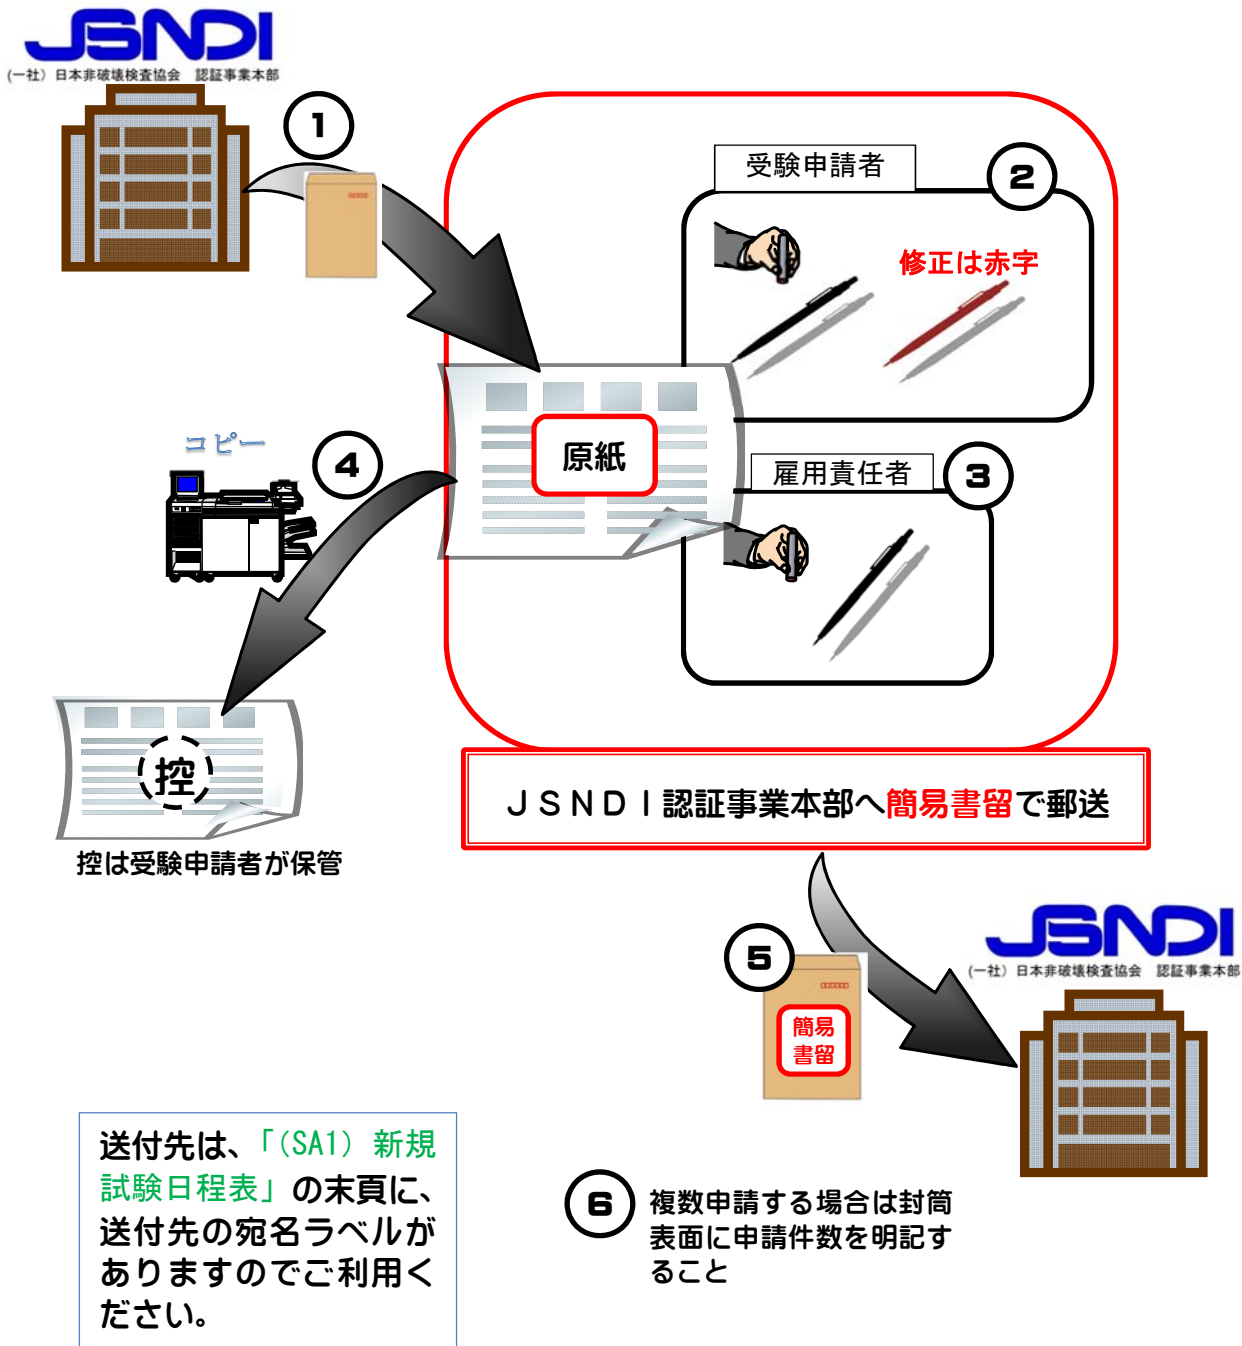 JSNDI
(一社）日本非破壊検査協会　認証事業本部
1
受験申請者
2
修正は赤字
原紙
雇用責任者
3
コピー
4
控
控は受験申請者が保管
ＪＳＮＤＩ認証事業本部へ簡易書留で郵送
5
簡易
書留
JSNDI
(一社）日本非破壊検査協会　認証事業本部
送付先は、「(SA1) 新規
試験日程表」の末頁に、
送付先の宛名ラベルが
ありますのでご利用く
ださい。
6
複数申請する場合は封筒
表面に申請件数を明記す
ること